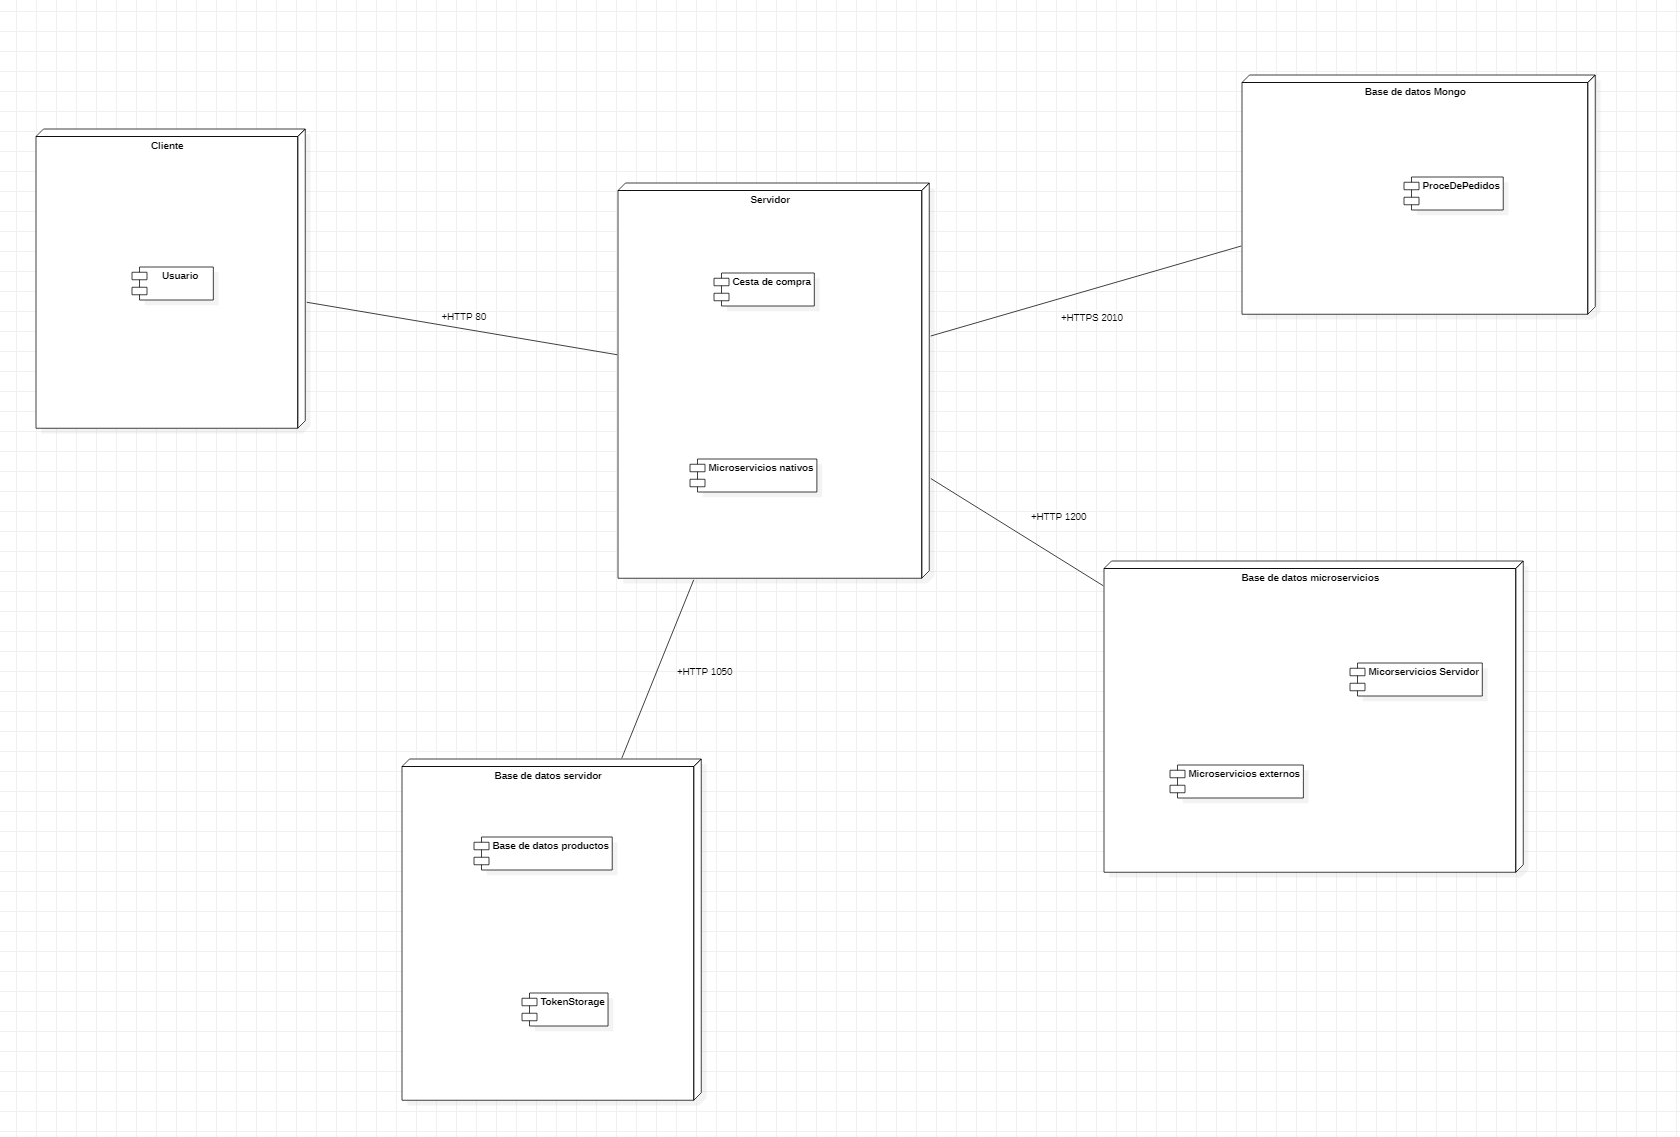 Base de datos Mongo
ProceDePedidos
Cliente
Usuario
Servidor
Cesta de compra
Microservicios nativos
+HTTP 80
+HTTPS 2010
+HTTP 1200
+HTTP 1050
Base de datos microservicios
Micorservicios Servidor
Microservicios externos
Base de datos servidor
Base de datos productos
TokenStorage